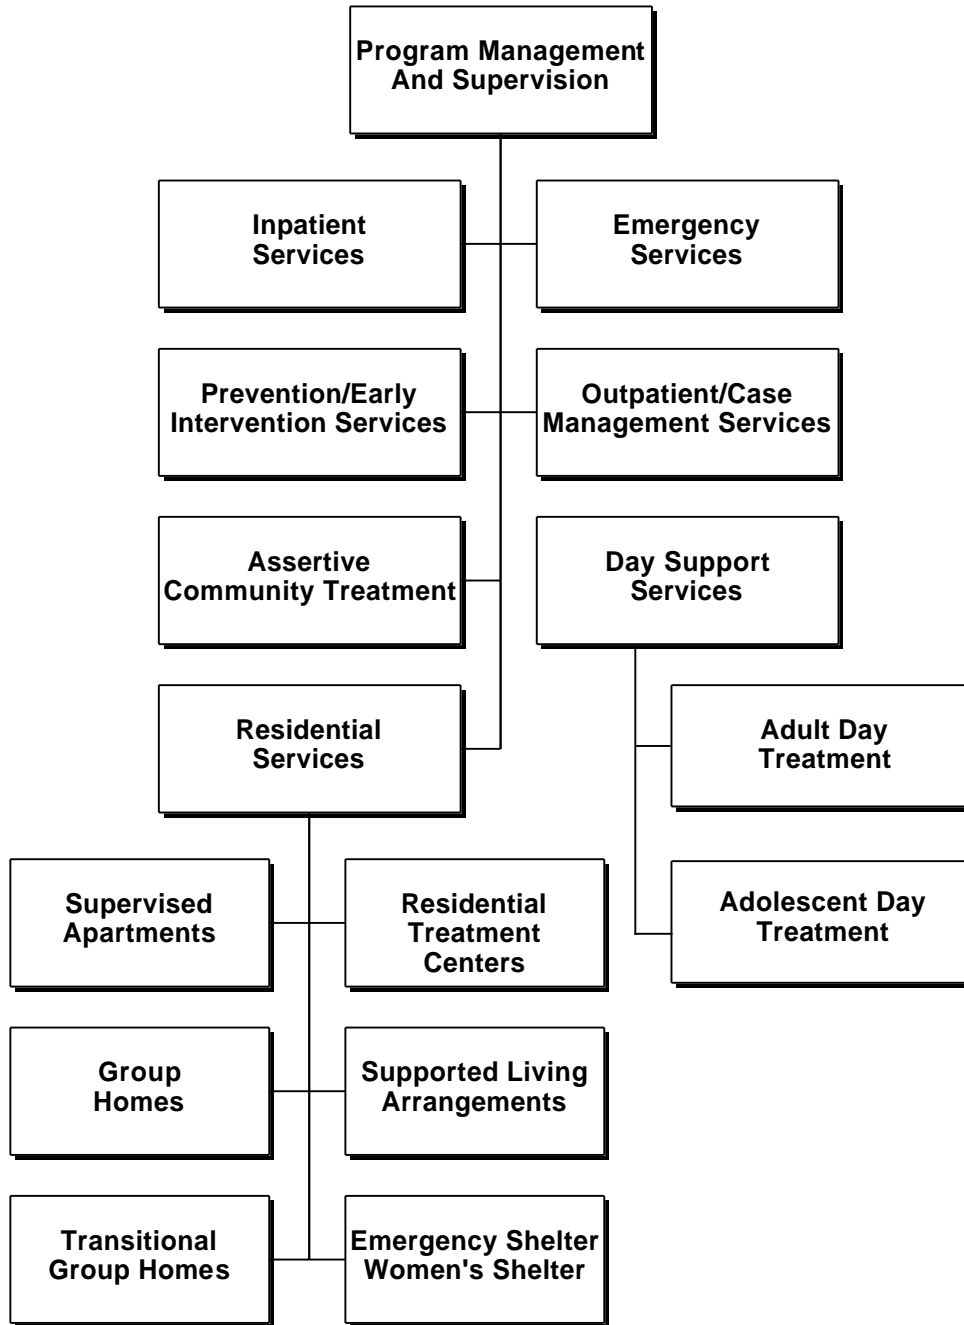 Program Management
And Supervision
Inpatient
Services
Emergency
Services
Prevention/Early
Intervention Services
Outpatient/Case
Management Services
Assertive
Community Treatment
Day Support
Services
Residential
Services
Adult Day
Treatment
Supervised
Apartments
Residential
Treatment
Centers
Adolescent Day
Treatment
Group
Homes
Supported Living
Arrangements
Transitional
Group Homes
Emergency Shelter
Women's Shelter